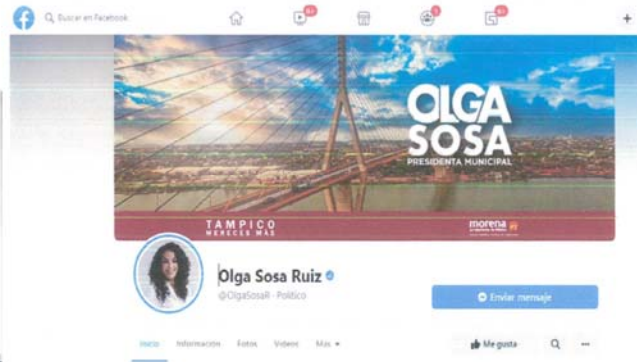 Buscar en Facebook
OLGA
SOSA
PRESIDENTA MUNICIPAL
TAMPICO
MERECES MÁS
morena
Olga Sosa Ruiz
@OlgaSosaR · Político
Enviar mensaje
Inicio Información Fotos Videos Más
Me gusta